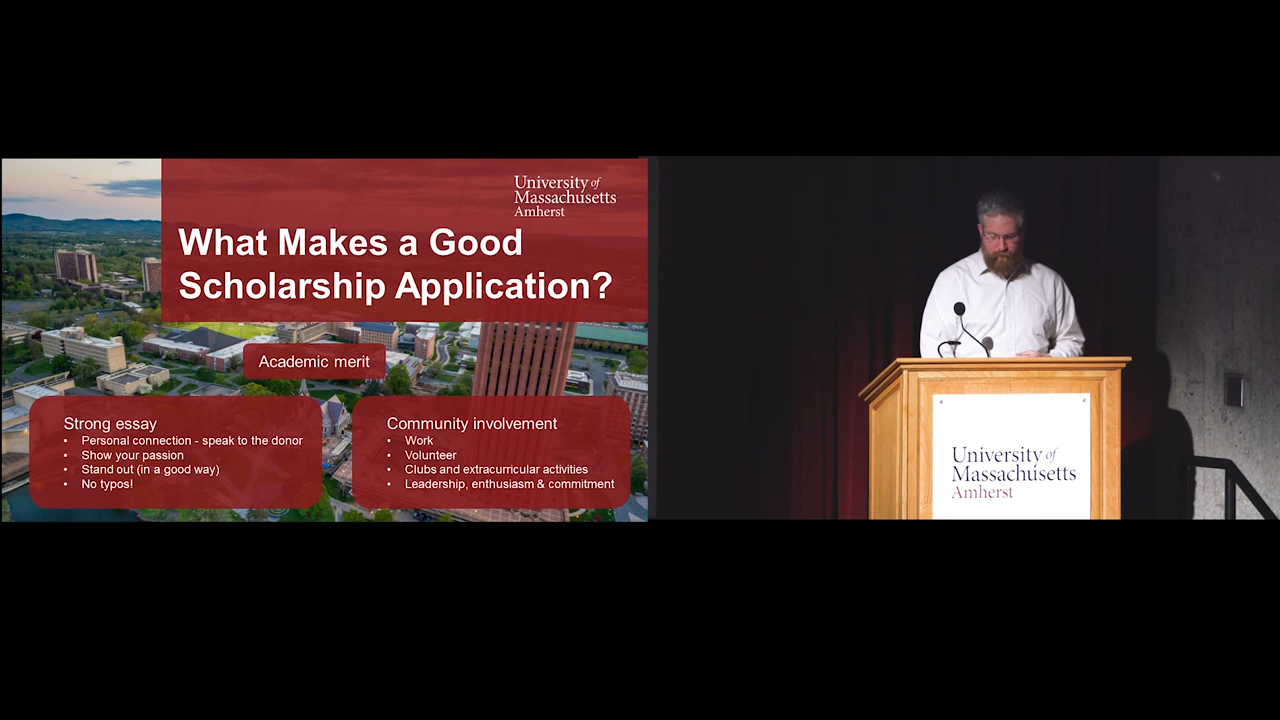 University of
Massachusetts
Amherst
What Makes a Good
Scholarship Application?
Academic merit
Strong essay
• Personal connection - speak to the donor
• Show your passion
• Stand out (in a good way)
• No typos!
Community involvement
• Work
• Volunteer
• Clubs and extracurricular activities
• Leadership, enthusiasm & commitment
University of
Massachusetts
Amherst